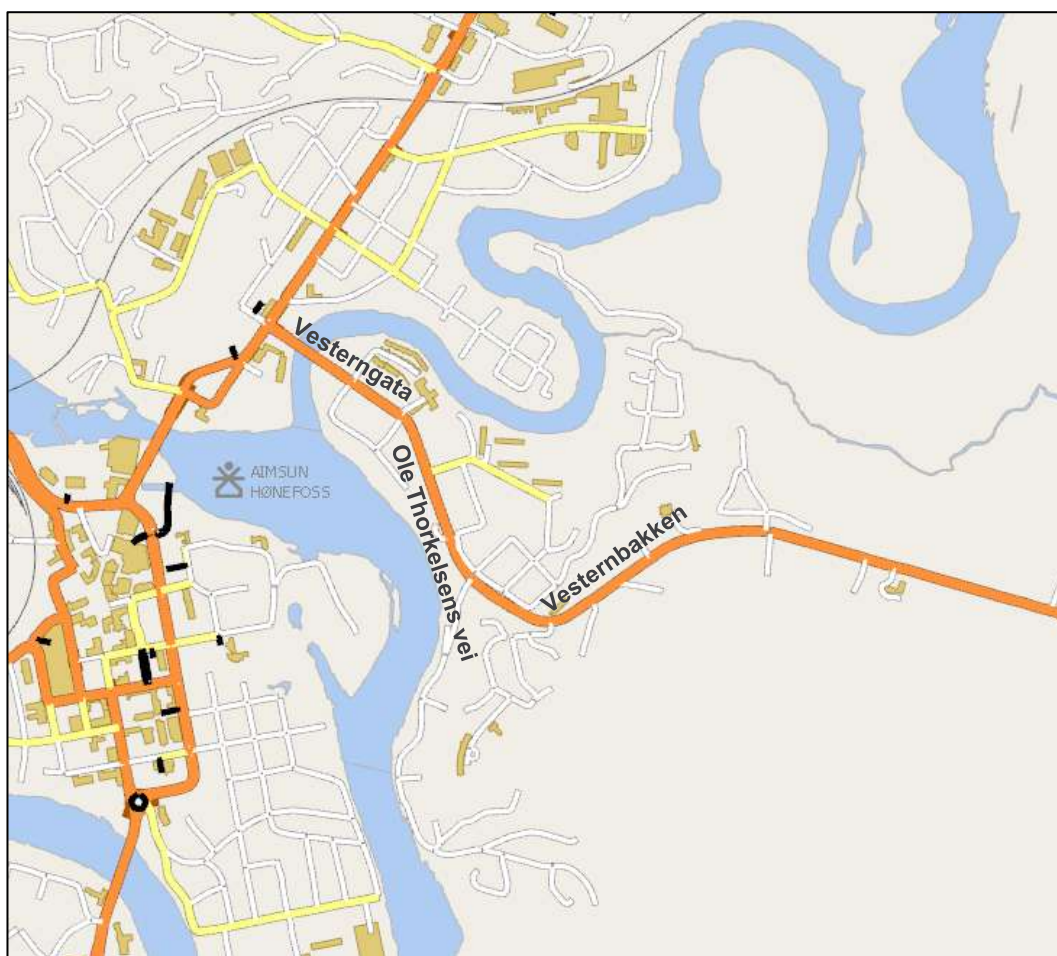 Vesterngata
AIMSUN
HØNEFOSS
Ole Thorkelsens vei
Vesternbakken